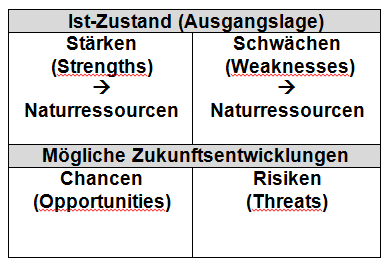 Ist-Zustand (Ausgangslage)
Stärken
(Strengths)
→
Naturressourcen
Schwächen
(Weaknesses)
→
Naturressourcen
Mögliche Zukunftsentwicklungen
Chancen
(Opportunities)
Risiken
(Threats)